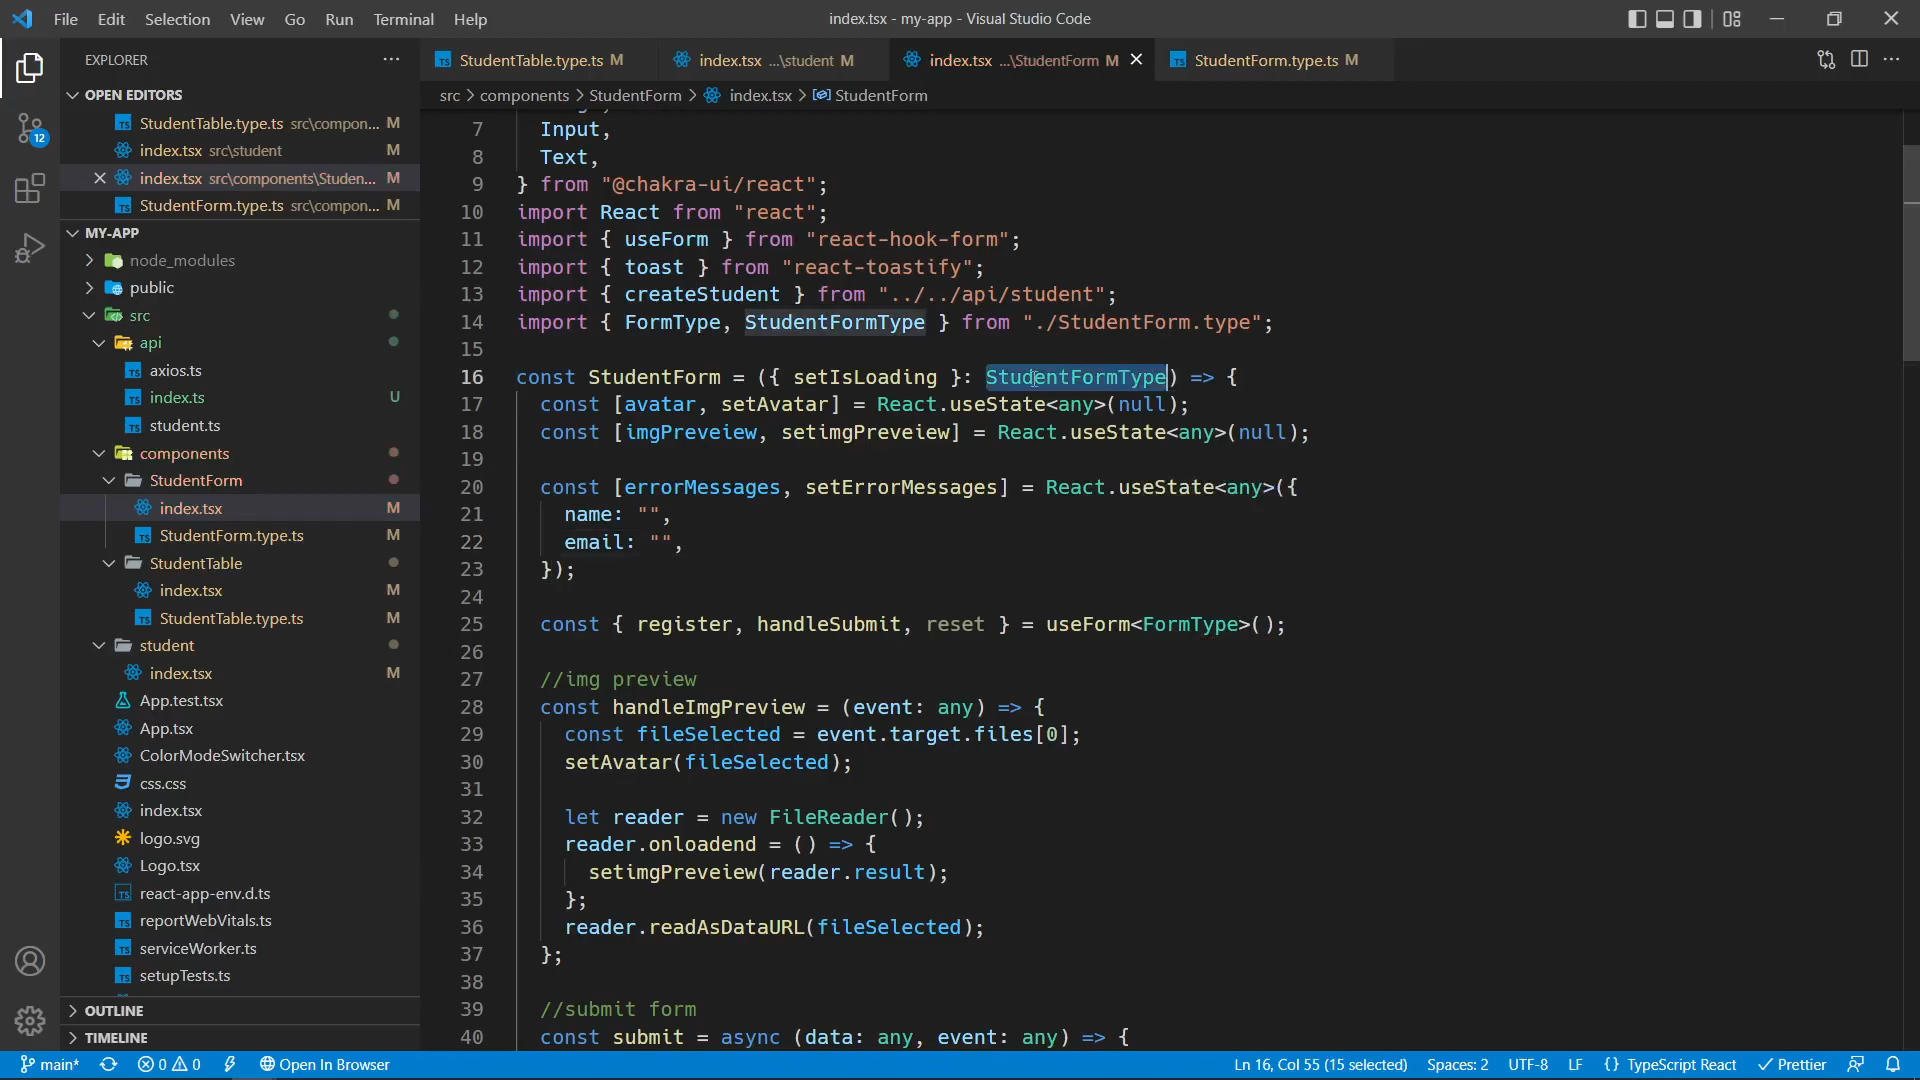 File Edit Selection View Go Run Terminal Help
index.tsx - my-app - Visual Studio Code
EXPLORER
StudentTable.type.ts M
index.tsx ...\student M
index.tsx ...\StudentForm M
StudentForm.type.ts M
src > components > StudentForm > index.tsx > StudentForm
OPEN EDITORS
StudentTable.type.ts src\compon... M
index.tsx src\student M
index.tsx src\components\Studen... M
StudentForm.type.ts src\compon... M
12
MY-APP
node_modules
public
src
api
axios.ts
index.ts U
student.ts
components
StudentForm
index.tsx M
StudentForm.type.ts M
StudentTable
index.tsx M
StudentTable.type.ts M
student
index.tsx M
App.test.tsx
App.tsx
ColorModeSwitcher.tsx
css.css
index.tsx
logo.svg
Logo.tsx
react-app-env.d.ts
reportWebVitals.ts
serviceWorker.ts
setupTests.ts
OUTLINE
TIMELINE
7 Input,
8 Text,
9 } from "@chakra-ui/react";
10 import React from "react";
11 import { useForm } from "react-hook-form";
12 import { toast } from "react-toastify";
13 import { createStudent } from "../../api/student";
14 import { FormType, StudentFormType } from "./StudentForm.type";
15
16 const StudentForm = ({ setIsLoading }: StudentFormType) => {
17 const [avatar, setAvatar] = React.useState<any>(null);
18 const [imgPreveiew, setimgPreveiew] = React.useState<any>(null);
19
20 const [errorMessages, setErrorMessages] = React.useState<any>({
21 name: "",
22 email: "",
23 });
24
25 const { register, handleSubmit, reset } = useForm<FormType>();
26
27 //img preview
28 const handleImgPreview = (event: any) => {
29 const fileSelected = event.target.files[0];
30 setAvatar(fileSelected);
31
32 let reader = new FileReader();
33 reader.onloadend = () => {
34 setimgPreveiew(reader.result);
35 };
36 reader.readAsDataURL(fileSelected);
37 };
38
39 //submit form
40 const submit = async (data: any, event: any) => {
main* 0 0 Open In Browser
Ln 16, Col 55 (15 selected) Spaces: 2 UTF-8 LF {} TypeScript React Prettier